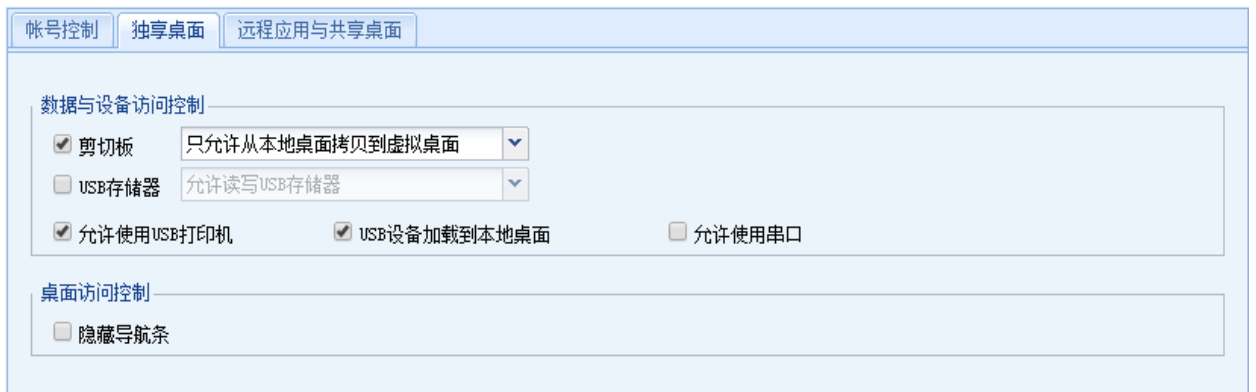 帐号控制 独享桌面 远程应用与共享桌面
数据与设备访问控制
剪切板 只允许从本地桌面拷贝到虚拟桌面
USB存储器 允许读写USB存储器
允许使用USB打印机 USB设备加载到本地桌面 允许使用串口
桌面访问控制
隐藏导航条